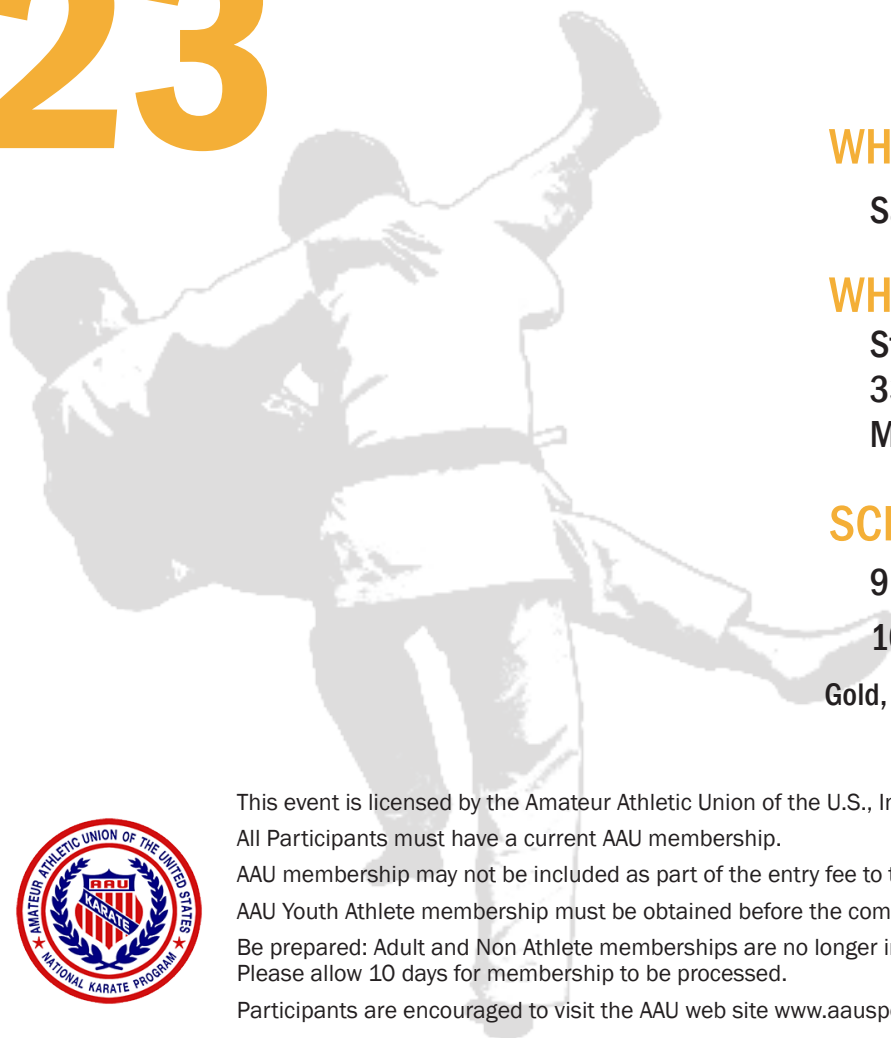 23
WH
S
WH
St
3
M
SCH
9
10
Gold,
This event is licensed by the Amateur Athletic Union of the U.S., In
All Participants must have a current AAU membership.
AAU membership may not be included as part of the entry fee to t
AAU Youth Athlete membership must be obtained before the com
Be prepared: Adult and Non Athlete memberships are no longer i
Please allow 10 days for membership to be processed.
Participants are encouraged to visit the AAU web site www.aausp
AMATEUR ATHLETIC UNION OF THE UNITED STATES
AAU
KARATE
NATIONAL KARATE PROGRAM